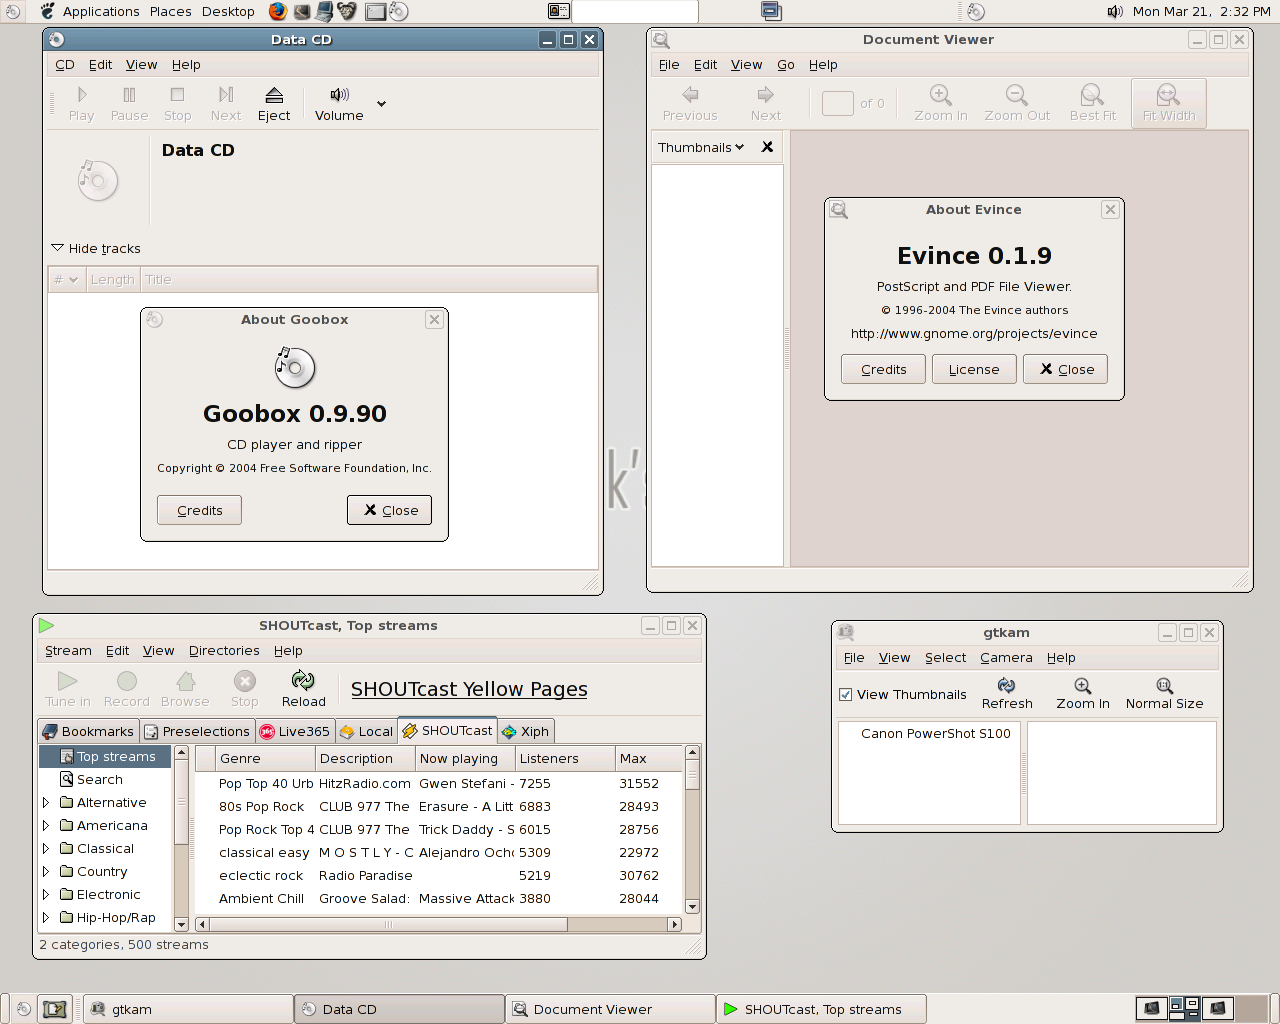 Applications Places Desktop Mon Mar 21, 2:32 PM
Data CD
CD Edit View Help
Play Pause Stop Next Eject Volume
Data CD
Hide tracks
# Length Title
About Goobox
Goobox 0.9.90
CD player and ripper
Copyright © 2004 Free Software Foundation, Inc.
Credits Close
Document Viewer
File Edit View Go Help
Previous Next of 0 Zoom In Zoom Out Best Fit Fit Width
Thumbnails
About Evince
Evince 0.1.9
PostScript and PDF File Viewer.
© 1996-2004 The Evince authors
http://www.gnome.org/projects/evince
Credits License Close
k's
SHOUTcast, Top streams
Stream Edit View Directories Help
Tune in Record Browse Stop Reload SHOUTcast Yellow Pages
Bookmarks Preselections Live365 Local SHOUTcast Xiph
Top streams
Search
Alternative
Americana
Classical
Country
Electronic
Hip-Hop/Rap
Genre Description Now playing Listeners Max
Pop Top 40 Urb HitzRadio.com Gwen Stefani - 7255 31552
80s Pop Rock CLUB 977 The Erasure - A Litt 6883 28493
Pop Rock Top 4 CLUB 977 The Trick Daddy - S 6015 28756
classical easy M O S T L Y - C Alejandro Ocho 5309 22972
eclectic rock Radio Paradise 5219 30762
Ambient Chill Groove Salad: Massive Attack 3880 28044
2 categories, 500 streams
gtkam
File View Select Camera Help
View Thumbnails Refresh Zoom In Normal Size
Canon PowerShot S100
gtkam Data CD Document Viewer SHOUTcast, Top streams